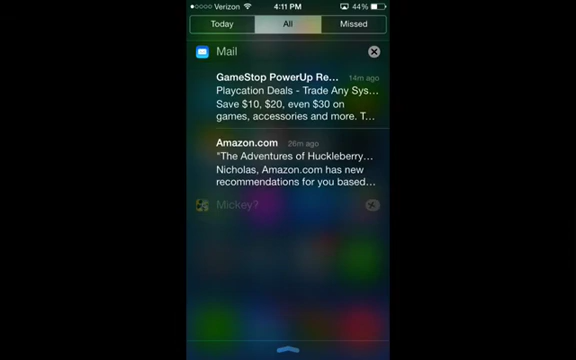 Verizon 4:11 PM 44%
Today All Missed
Mail
GameStop PowerUp Re... 14m ago
Playcation Deals - Trade Any Sys...
Save $10, $20, even $30 on
games, accessories and more. T...
Amazon.com 26m ago
"The Adventures of Huckleberry...
Nicholas, Amazon.com has new
recommendations for you based...
Mickey?